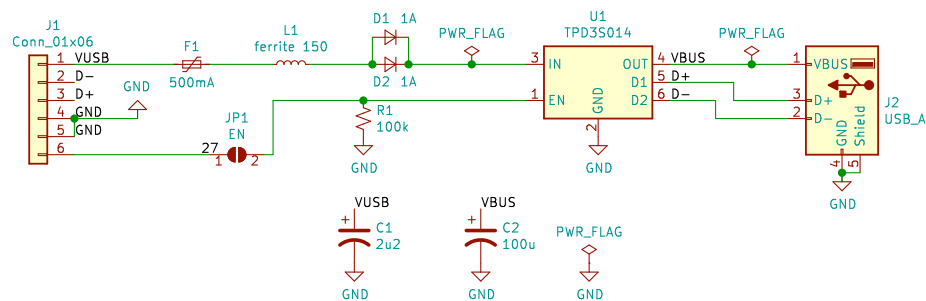 J1
Conn_01x06
1 VUSB
2 D-
3 D+
4 GND
5 GND
6
GND
F1
500mA
L1
ferrite 150
D1 1A
D2 1A
PWR_FLAG
JP1
EN
27
1 2
R1
100k
GND
U1
TPD3S014
3 IN
1 EN
GND
2
OUT 4 VBUS
D1 5 D+
D2 6 D-
GND
PWR_FLAG
1 VBUS
3 D+
2 D-
GND
Shield
4 5
J2
USB_A
GND
VUSB
+
C1
2u2
GND
VBUS
+
C2
100u
GND
PWR_FLAG
GND